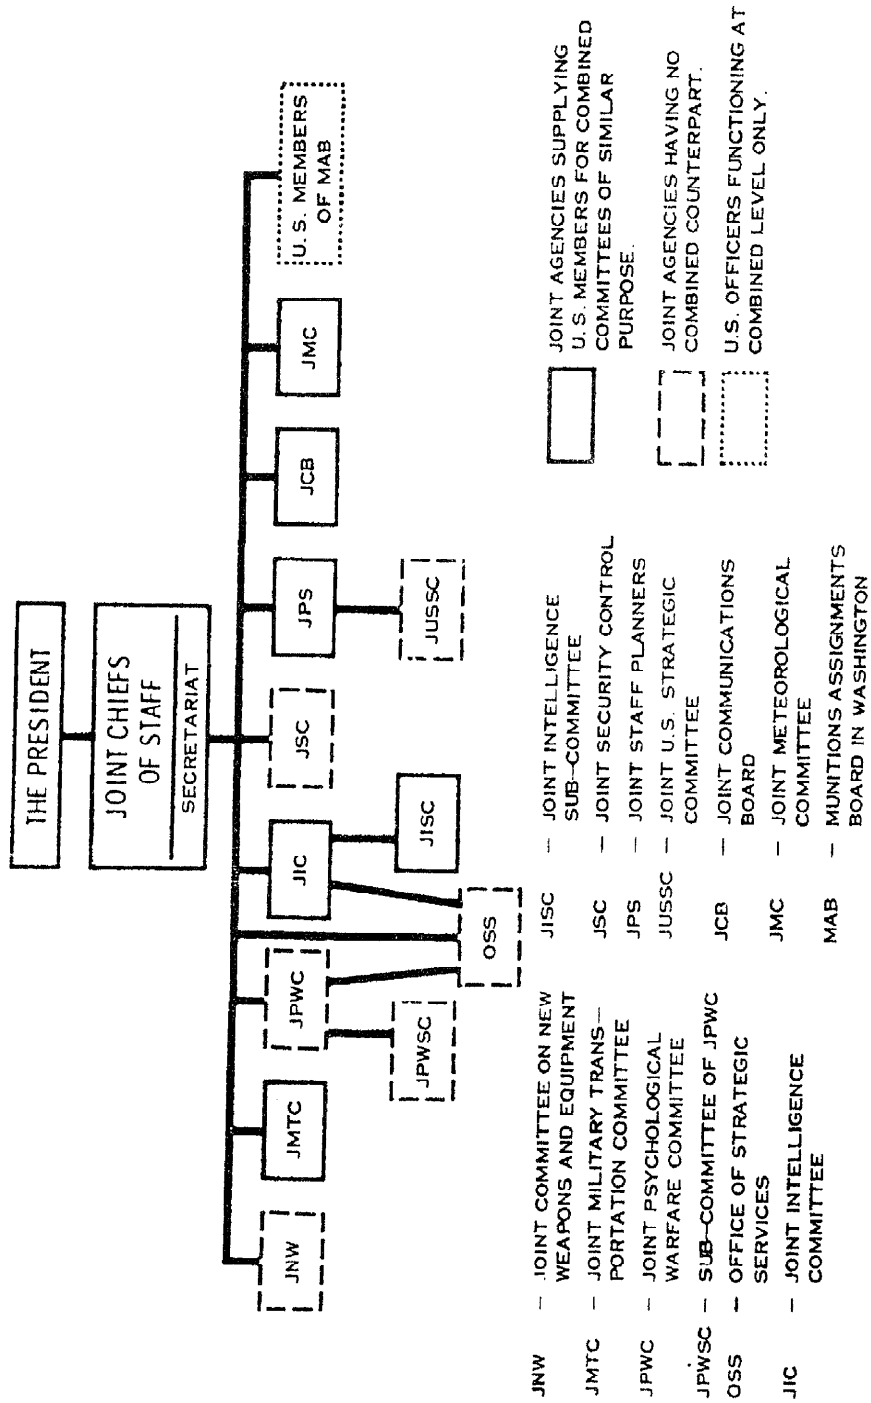 THE PRESIDENT
JOINT CHIEFS
OF STAFF
SECRETARIAT
JNW
JMTC
JPWC
JIC
JSC
JPS
JCB
JMC
U.S. MEMBERS
OF MAB
JPWSC
OSS
JISC
JUSSC
JNW — JOINT COMMITTEE ON NEW
WEAPONS AND EQUIPMENT
JMTC — JOINT MILITARY TRANS—
PORTATION COMMITTEE
JPWC — JOINT PSYCHOLOGICAL
WARFARE COMMITTEE
JPWSC — SUB—COMMITTEE OF JPWC
OSS — OFFICE OF STRATEGIC
SERVICES
JIC — JOINT INTELLIGENCE
COMMITTEE
JISC — JOINT INTELLIGENCE
SUB—COMMITTEE
JSC — JOINT SECURITY CONTROL
JPS — JOINT STAFF PLANNERS
JUSSC — JOINT U.S. STRATEGIC
COMMITTEE
JCB — JOINT COMMUNICATIONS
BOARD
JMC — JOINT METEOROLOGICAL
COMMITTEE
MAB — MUNITIONS ASSIGNMENTS
BOARD IN WASHINGTON
JOINT AGENCIES SUPPLYING
U.S. MEMBERS FOR COMBINED
COMMITTEES OF SIMILAR
PURPOSE.
JOINT AGENCIES HAVING NO
COMBINED COUNTERPART.
U.S. OFFICERS FUNCTIONING AT
COMBINED LEVEL ONLY.